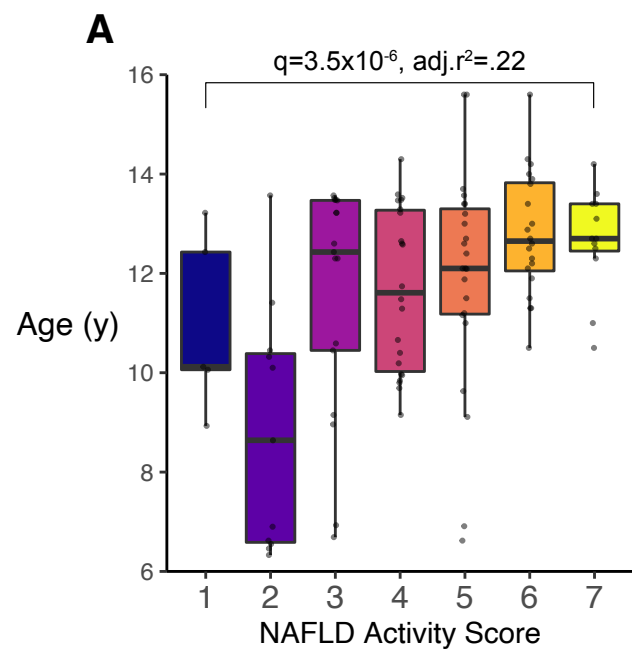 A
q=3.5x10⁻⁶, adj.r²=.22
16
14
12
10
8
6
Age (y)
1 2 3 4 5 6 7
NAFLD Activity Score